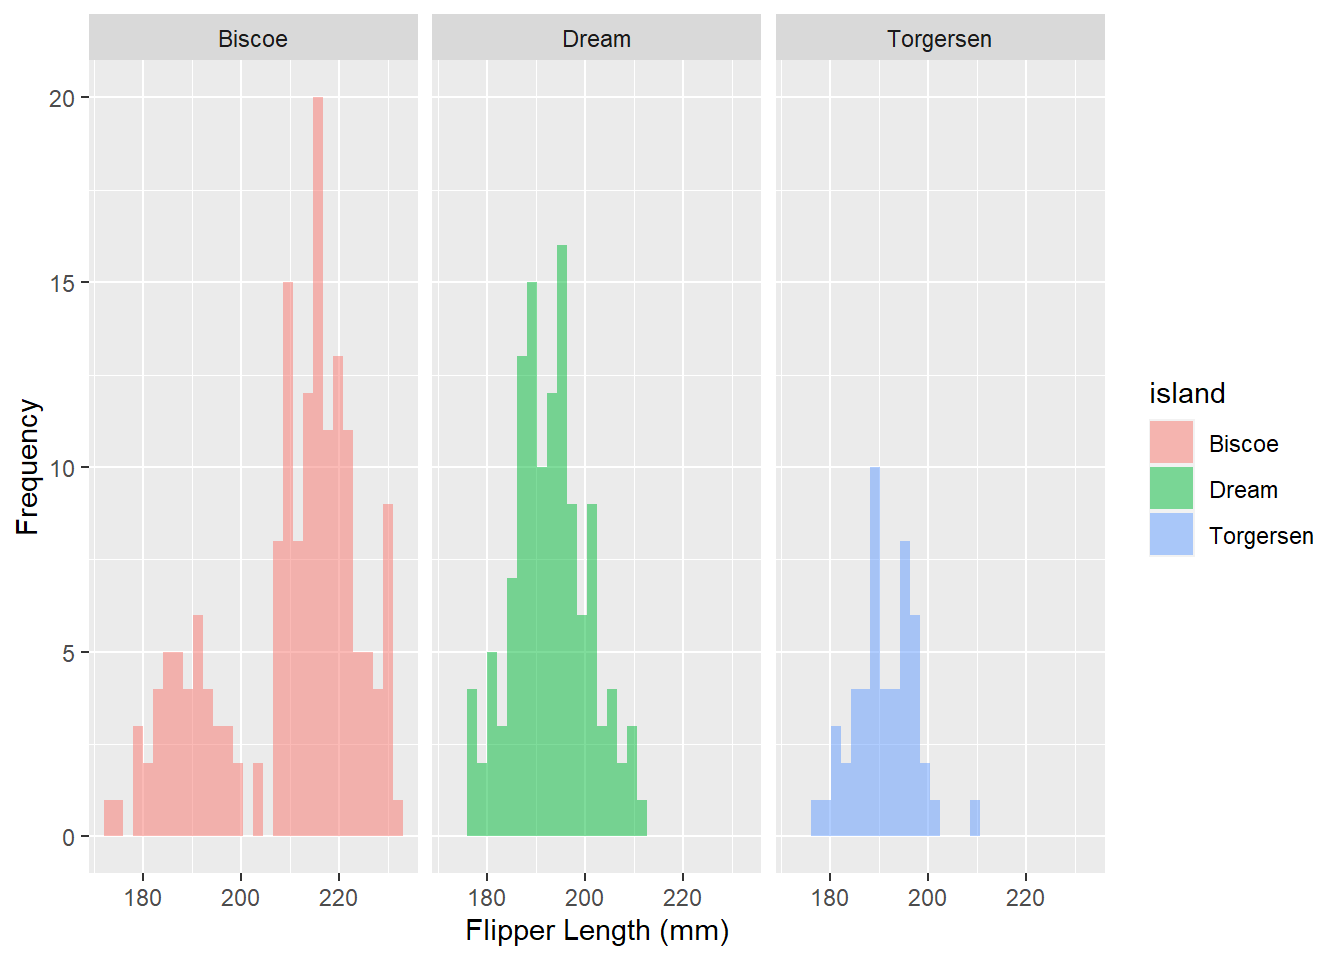 Biscoe Dream Torgersen
20
15
10
5
0
Frequency
180 200 220 180 200 220 180 200 220
Flipper Length (mm)
island
Biscoe
Dream
Torgersen